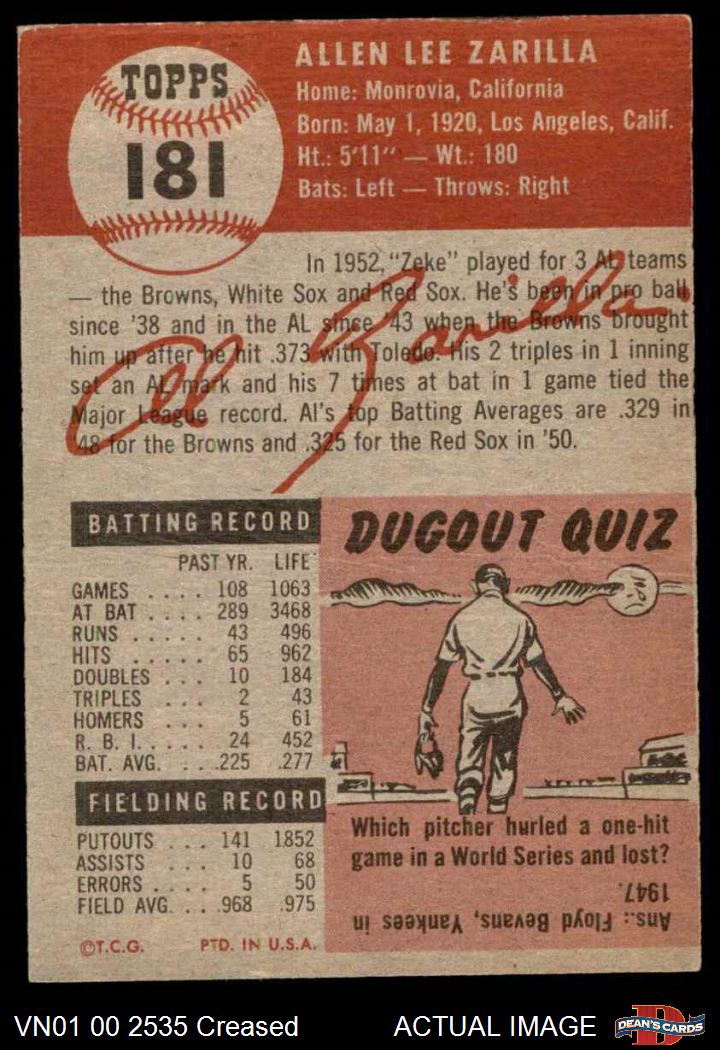 TOPPS
181
ALLEN LEE ZARILLA
Home: Monrovia, California
Born: May 1, 1920, Los Angeles, Calif.
Ht.: 5'11" — Wt.: 180
Bats: Left — Throws: Right
In 1952, "Zeke" played for 3 AL teams
— the Browns, White Sox and Red Sox. He's been in pro ball
since '38 and in the AL since '43 when the Browns brought
him up after he hit .373 with Toledo. His 2 triples in 1 inning
set an AL mark and his 7 times at bat in 1 game tied the
Major League record. Al's top Batting Averages are .329 in
'48 for the Browns and .325 for the Red Sox in '50.
Al Zarilla
BATTING RECORD
PAST YR. LIFE
GAMES .... 108 1063
AT BAT .... 289 3468
RUNS ..... 43 496
HITS ..... 65 962
DOUBLES ... 10 184
TRIPLES ... 2 43
HOMERS ... 5 61
R. B. I. .... 24 452
BAT. AVG. ... .225 .277
FIELDING RECORD
PUTOUTS ... 141 1852
ASSISTS ... 10 68
ERRORS ... 5 50
FIELD AVG. ... .968 .975
©T.C.G. PTD. IN U.S.A.
DUGOUT QUIZ
Which pitcher hurled a one-hit
game in a World Series and lost?
Ans.: Floyd Bevans, Yankees in
1947.
VN01 00 2535 Creased ACTUAL IMAGE
DEAN'S CARDS